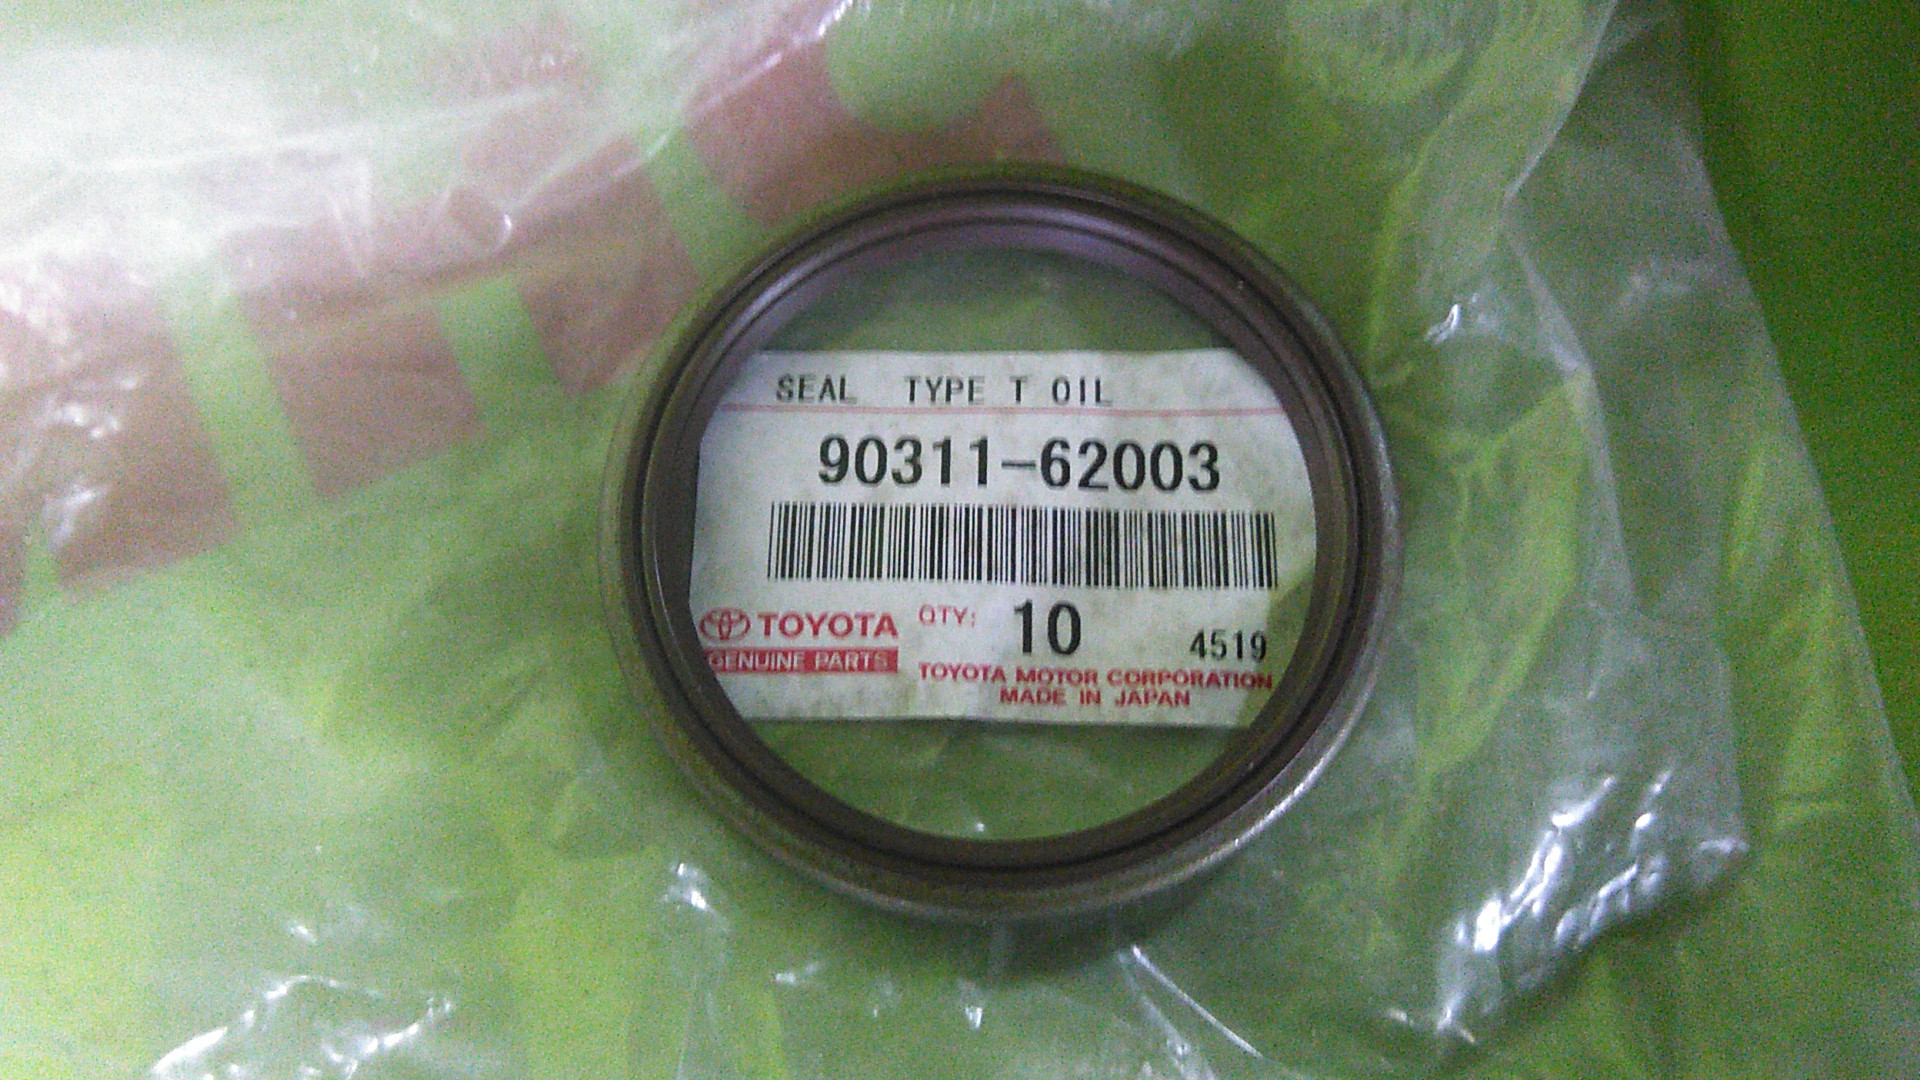 SEAL TYPE T OIL
90311-62003
TOYOTA QTY: 10 4519
GENUINE PARTS TOYOTA MOTOR CORPORATION
MADE IN JAPAN